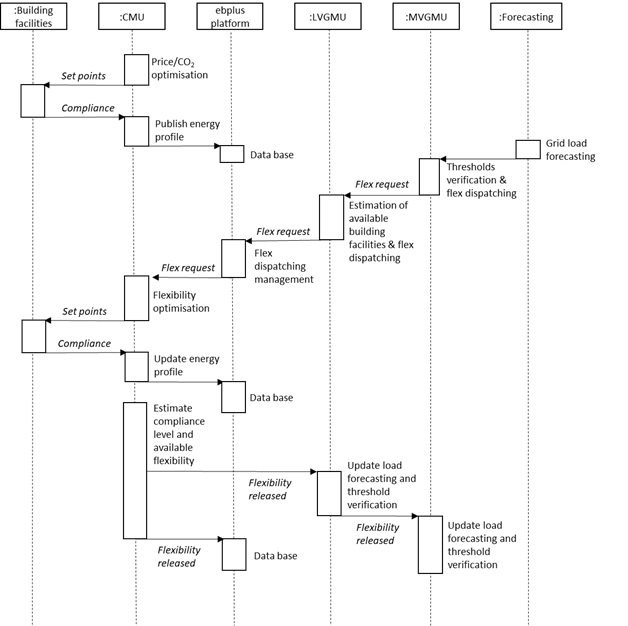 :Building
facilities
:CMU
ebplus
platform
:LVGMU
:MVGMU
:Forecasting
Price/CO₂
optimisation
Set points
Compliance
Publish energy
profile
Data base
Grid load
forecasting
Thresholds
verification &
flex dispatching
Flex request
Estimation of
available
building
facilities & flex
dispatching
Flex request
Flex
dispatching
management
Flex request
Flexibility
optimisation
Set points
Compliance
Update energy
profile
Data base
Estimate
compliance
level and
available
flexibility
Flexibility
released
Update load
forecasting and
threshold
verification
Flexibility
released
Update load
forecasting and
threshold
verification
Flexibility
released
Data base